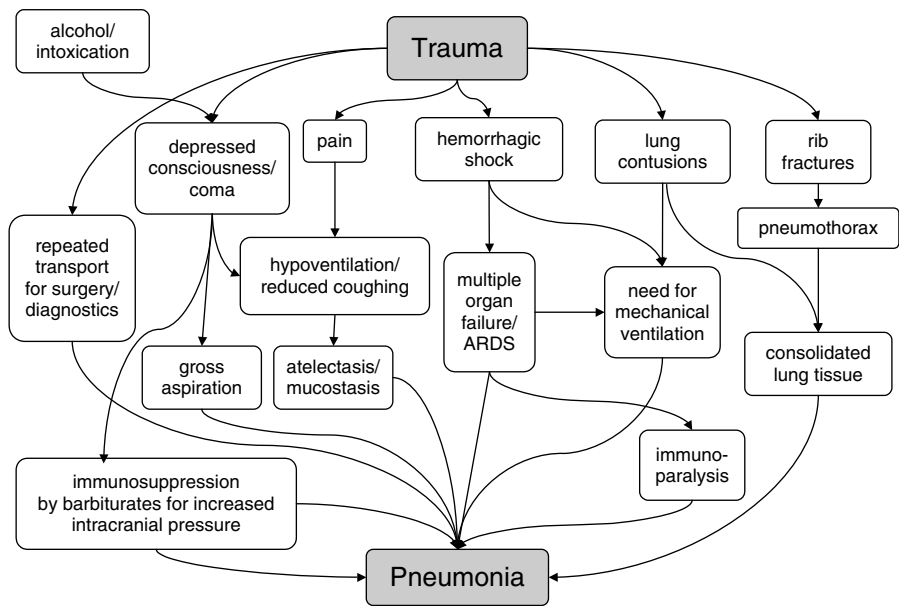 alcohol/
intoxication
Trauma
depressed
consciousness/
coma
pain
hemorrhagic
shock
lung
contusions
rib
fractures
repeated
transport
for surgery/
diagnostics
hypoventilation/
reduced coughing
multiple
organ
failure/
ARDS
need for
mechanical
ventilation
pneumothorax
gross
aspiration
atelectasis/
mucostasis
consolidated
lung tissue
immunosuppression
by barbiturates for increased
intracranial pressure
immuno-
paralysis
Pneumonia